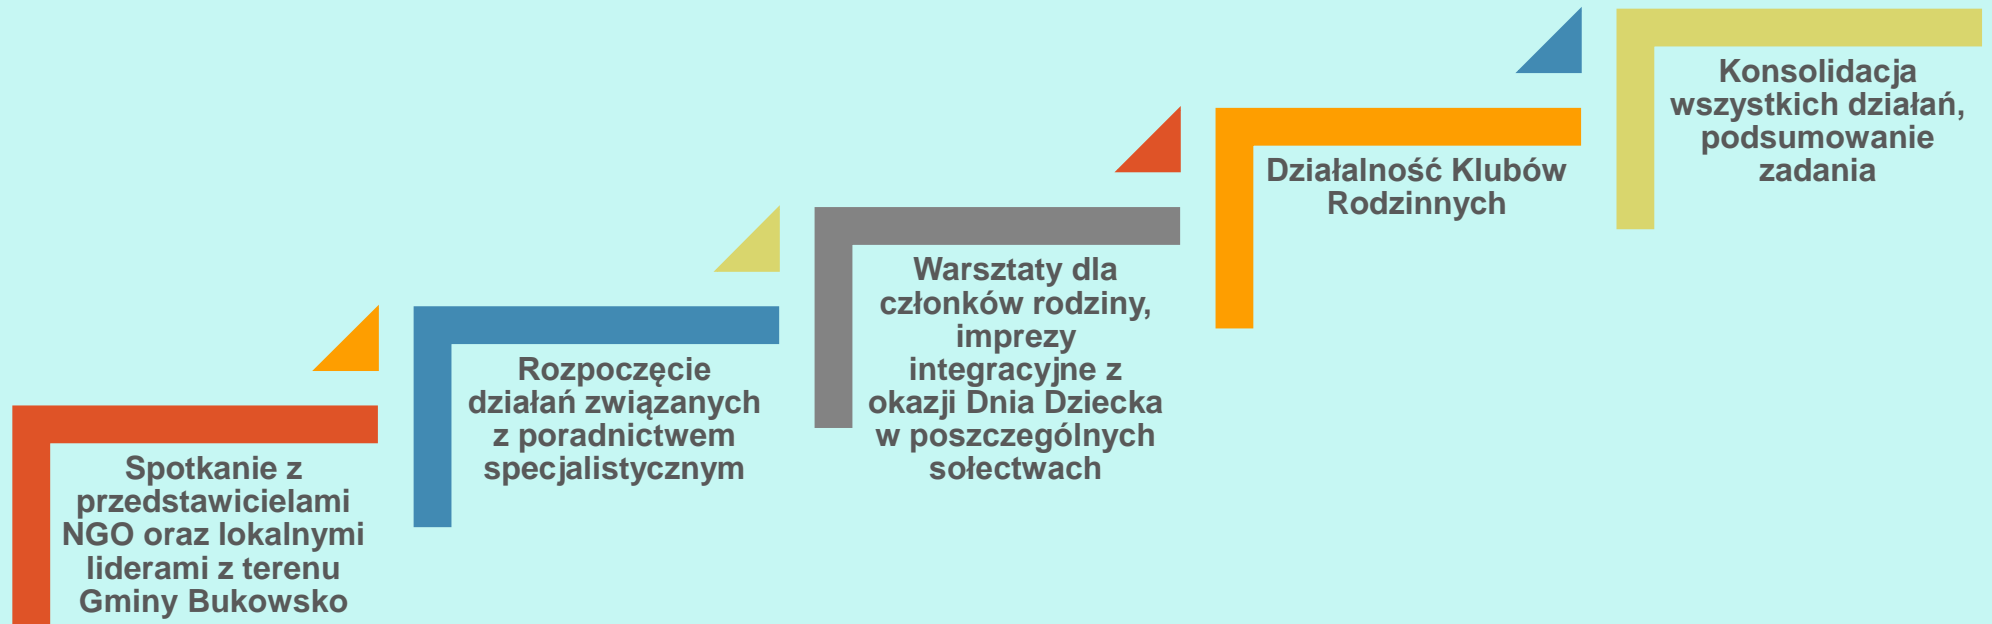 Spotkanie z
przedstawicielami
NGO oraz lokalnymi
liderami z terenu
Gminy Bukowsko
Rozpoczęcie
działań związanych
z poradnictwem
specjalistycznym
Warsztaty dla
członków rodziny,
imprezy
integracyjne z
okazji Dnia Dziecka
w poszczególnych
sołectwach
Działalność Klubów
Rodzinnych
Konsolidacja
wszystkich działań,
podsumowanie
zadania